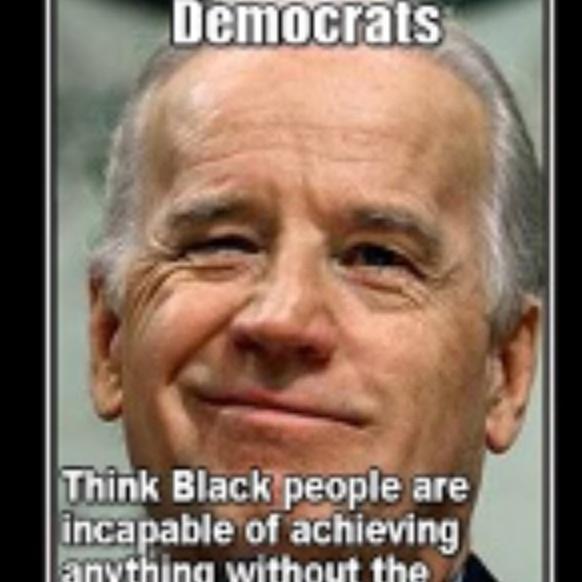 Democrats
Think Black people are
incapable of achieving
anything without the